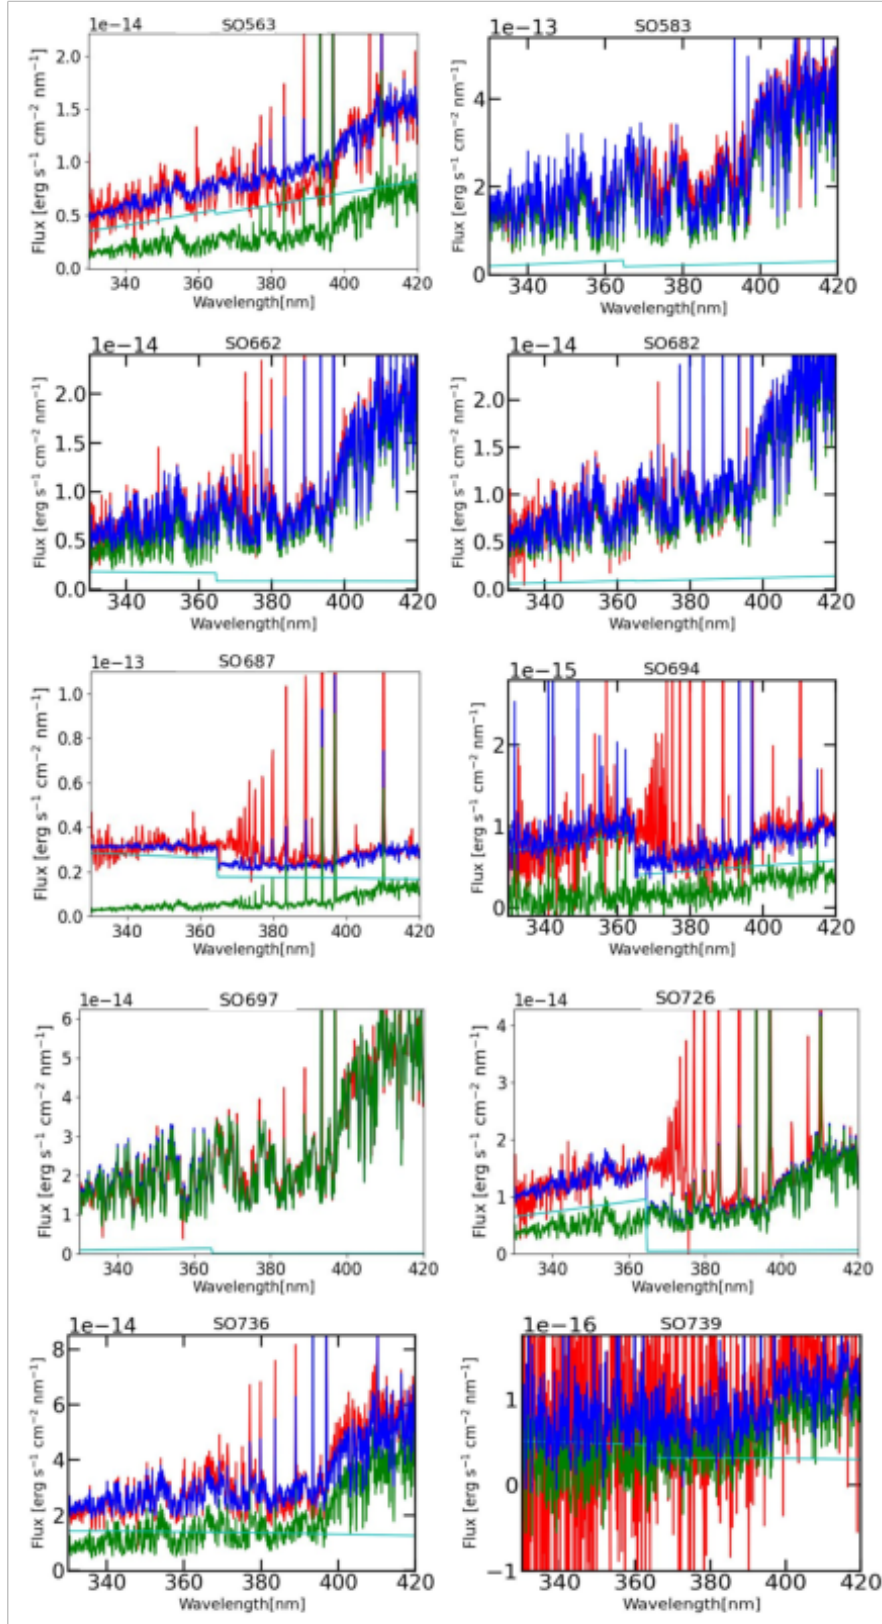 1e−14 SO563
Flux [erg s⁻¹ cm⁻² nm⁻¹]
2.0
1.5
1.0
0.5
0.0
340 360 380 400 420
Wavelength[nm]
1e−13 SO583
Flux [erg s⁻¹ cm⁻² nm⁻¹]
4
2
0
340 360 380 400 420
Wavelength[nm]
1e−14 SO662
Flux [erg s⁻¹ cm⁻² nm⁻¹]
2.0
1.5
1.0
0.5
0.0
340 360 380 400 420
Wavelength[nm]
1e−14 SO682
Flux [erg s⁻¹ cm⁻² nm⁻¹]
2.0
1.5
1.0
0.5
0.0
340 360 380 400 420
Wavelength[nm]
1e−13 SO687
Flux [erg s⁻¹ cm⁻² nm⁻¹]
1.0
0.8
0.6
0.4
0.2
0.0
340 360 380 400 420
Wavelength[nm]
1e−15 SO694
Flux [erg s⁻¹ cm⁻² nm⁻¹]
2
1
0
340 360 380 400 420
Wavelength[nm]
1e−14 SO697
Flux [erg s⁻¹ cm⁻² nm⁻¹]
6
5
4
3
2
1
0
340 360 380 400 420
Wavelength[nm]
1e−14 SO726
Flux [erg s⁻¹ cm⁻² nm⁻¹]
4
3
2
1
0
340 360 380 400 420
Wavelength[nm]
1e−14 SO736
Flux [erg s⁻¹ cm⁻² nm⁻¹]
8
6
4
2
0
340 360 380 400 420
Wavelength[nm]
1e−16 SO739
Flux [erg s⁻¹ cm⁻² nm⁻¹]
1
0
−1
340 360 380 400 420
Wavelength[nm]